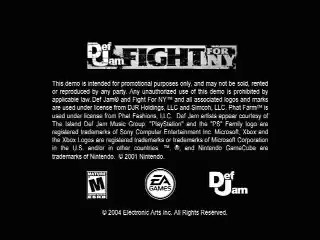 Def Jam FIGHT FOR NY™
This demo is intended for promotional purposes only, and may not be sold, rented
or reproduced by any party. Any unauthorized use of this demo is prohibited by
applicable law. Def Jam® and Fight For NY™ and all associated logos and marks
are used under license from DJR Holdings, LLC and Simcoh, LLC. Phat Farm™ is
used under license from Phat Fashions, LLC. Def Jam artists appear courtesy of
The Island Def Jam Music Group. "PlayStation" and the "PS" Family logo are
registered trademarks of Sony Computer Entertainment Inc. Microsoft, Xbox and
the Xbox Logos are registered trademarks or trademarks of Microsoft Corporation
in the U.S. and/or in other countries. ™, ®, and Nintendo GameCube are
trademarks of Nintendo. © 2001 Nintendo.
MATURE 17+
M
ESRB
EA GAMES™
Def Jam
© 2004 Electronic Arts Inc. All Rights Reserved.